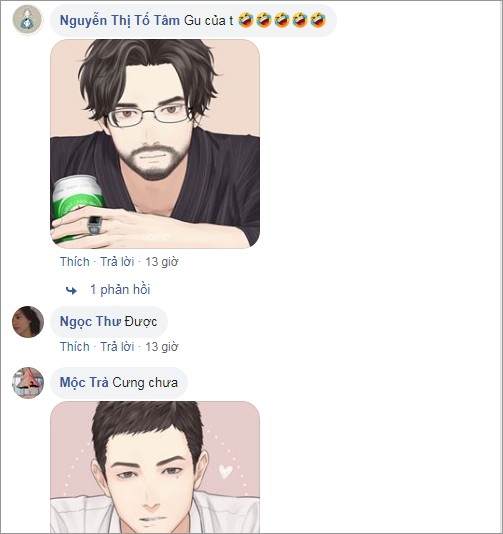 Nguyễn Thị Tố Tâm Gu của t 🤣🤣🤣🤣🤣
Thích · Trả lời · 13 giờ
1 phản hồi
Ngọc Thư Được
Thích · Trả lời · 13 giờ
Mộc Trà Cưng chưa